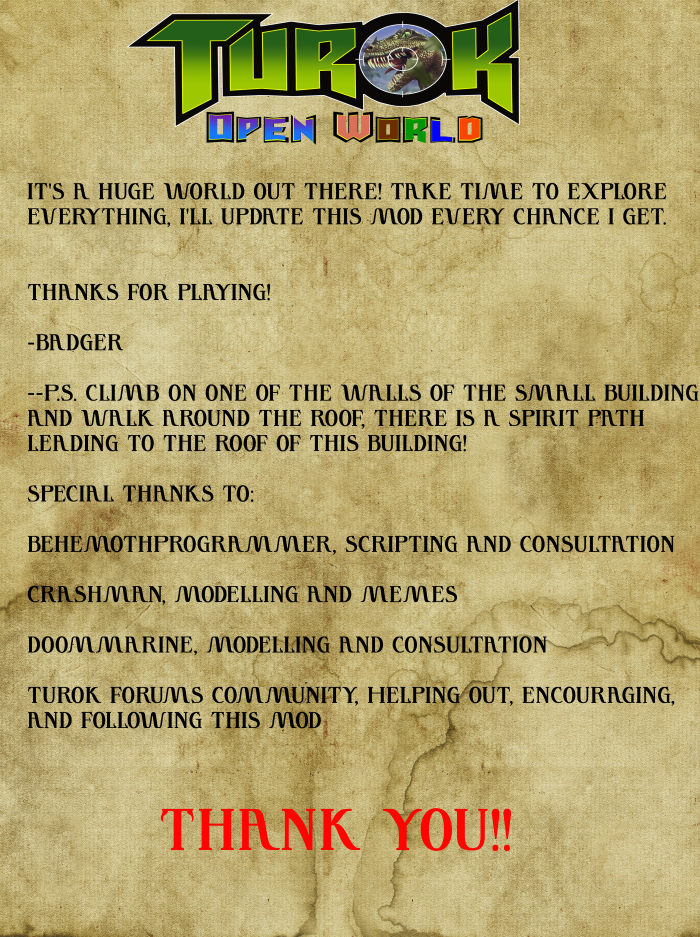 TUROK
OPEN WORLD
IT'S A HUGE WORLD OUT THERE! TAKE TIME TO EXPLORE
EVERYTHING, I'LL UPDATE THIS MOD EVERY CHANCE I GET.
THANKS FOR PLAYING!
-BADGER
--P.S. CLIMB ON ONE OF THE WALLS OF THE SMALL BUILDING
AND WALK AROUND THE ROOF, THERE IS A SPIRIT PATH
LEADING TO THE ROOF OF THIS BUILDING!
SPECIAL THANKS TO:
BEHEMOTHPROGRAMMER, SCRIPTING AND CONSULTATION
CRASHMAN, MODELLING AND MEMES
DOOMMARINE, MODELLING AND CONSULTATION
TUROK FORUMS COMMUNITY, HELPING OUT, ENCOURAGING,
AND FOLLOWING THIS MOD
THANK YOU!!